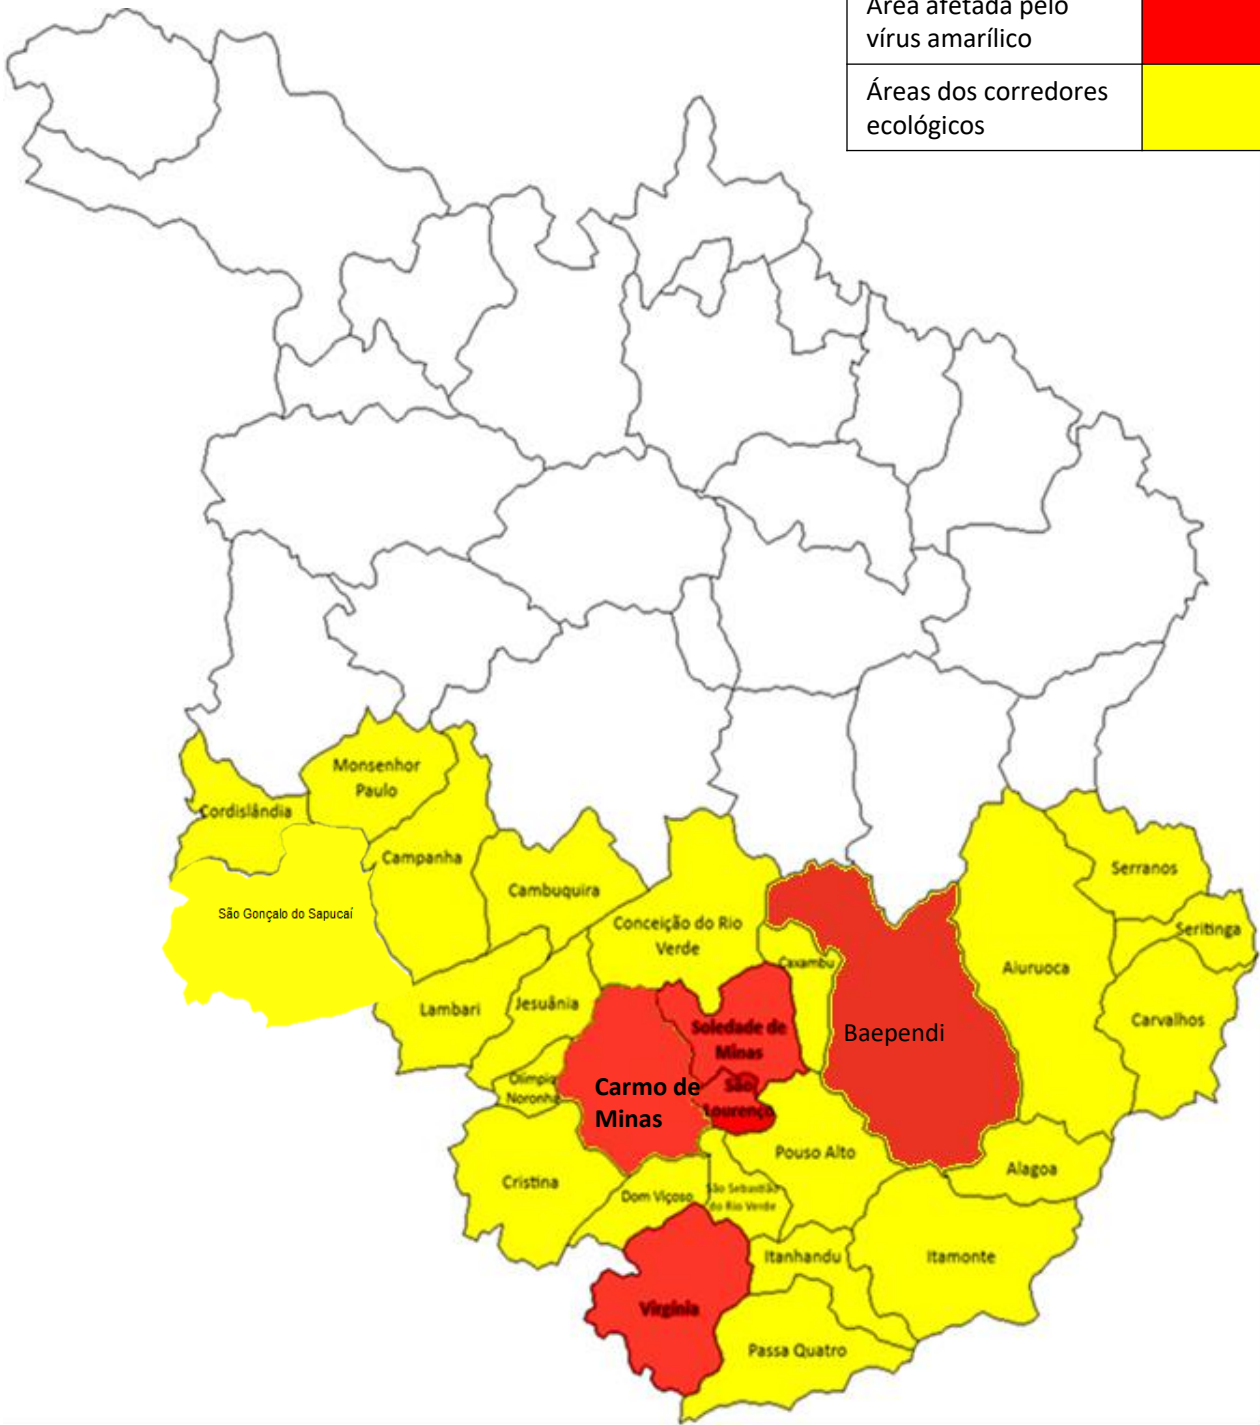 Área afetada pelo
vírus amarílico
Áreas dos corredores
ecológicos
Monsenhor
Paulo
Cordislândia
Campanha
São Gonçalo do Sapucaí
Cambuquira
Serranos
Conceição do Rio
Verde
Seritinga
Caxambu
Aiuruoca
Lambari
Jesuânia
Carvalhos
Soledade de
Minas
Baependi
Olímpio
Noronha
Carmo de
Minas
São
Lourenço
Pouso Alto
Alagoa
Cristina
Dom Viçoso
São Sebastião
do Rio Verde
Itanhandu
Itamonte
Virgínia
Passa Quatro